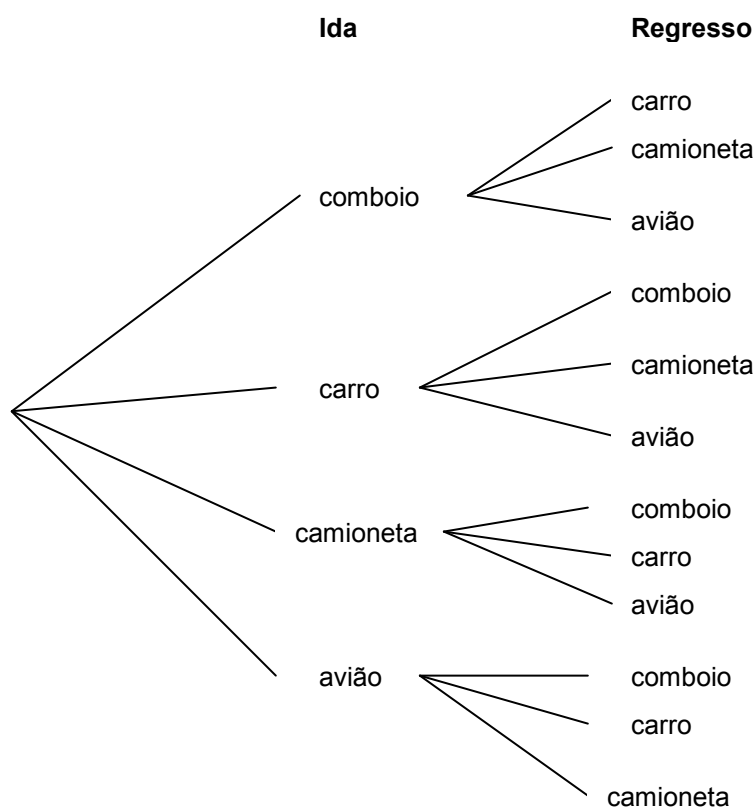 Ida Regresso
carro
camioneta
comboio
avião
comboio
carro camioneta
avião
comboio
camioneta
carro
avião
avião comboio
carro
camioneta